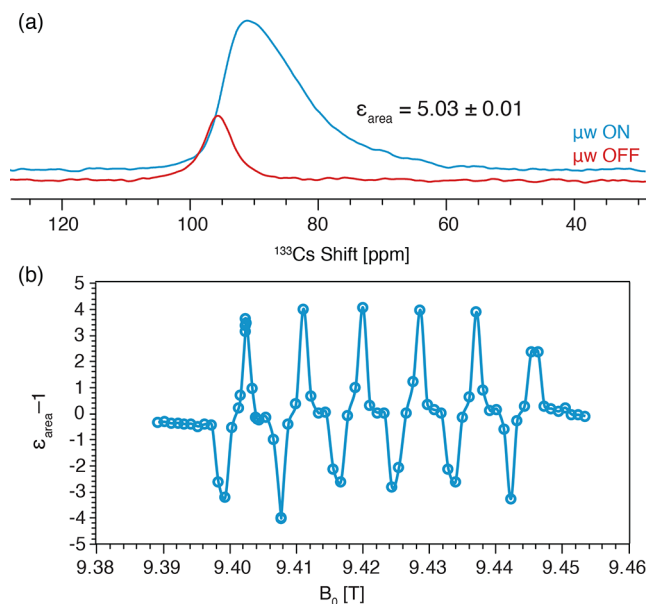 (a)
εarea = 5.03 ± 0.01
μw ON
μw OFF
120 100 80 60 40
¹³³Cs Shift [ppm]
(b)
5
4
3
2
1
0
-1
-2
-3
-4
-5
εarea−1
9.38 9.39 9.40 9.41 9.42 9.43 9.44 9.45 9.46
B₀ [T]